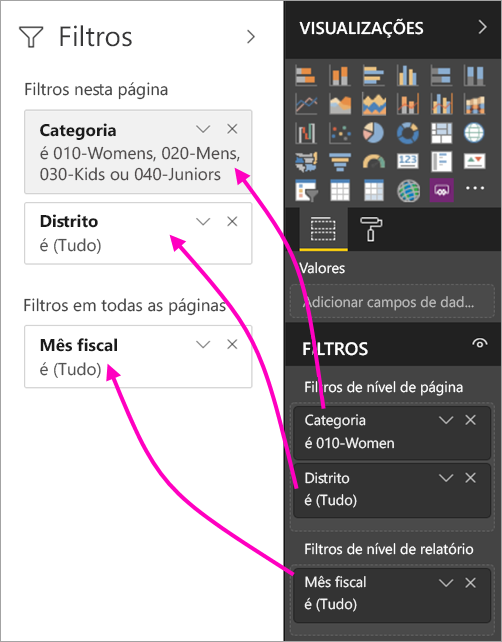 Filtros
Filtros nesta página
Categoria
é 010-Womens, 020-Mens,
030-Kids ou 040-Juniors
Distrito
é (Tudo)
Filtros em todas as páginas
Mês fiscal
é (Tudo)
VISUALIZAÇÕES
123
R
Valores
Adicionar campos de dad...
FILTROS
Filtros de nível de página
Categoria
é 010-Women
Distrito
é (Tudo)
Filtros de nível de relatório
Mês fiscal
é (Tudo)